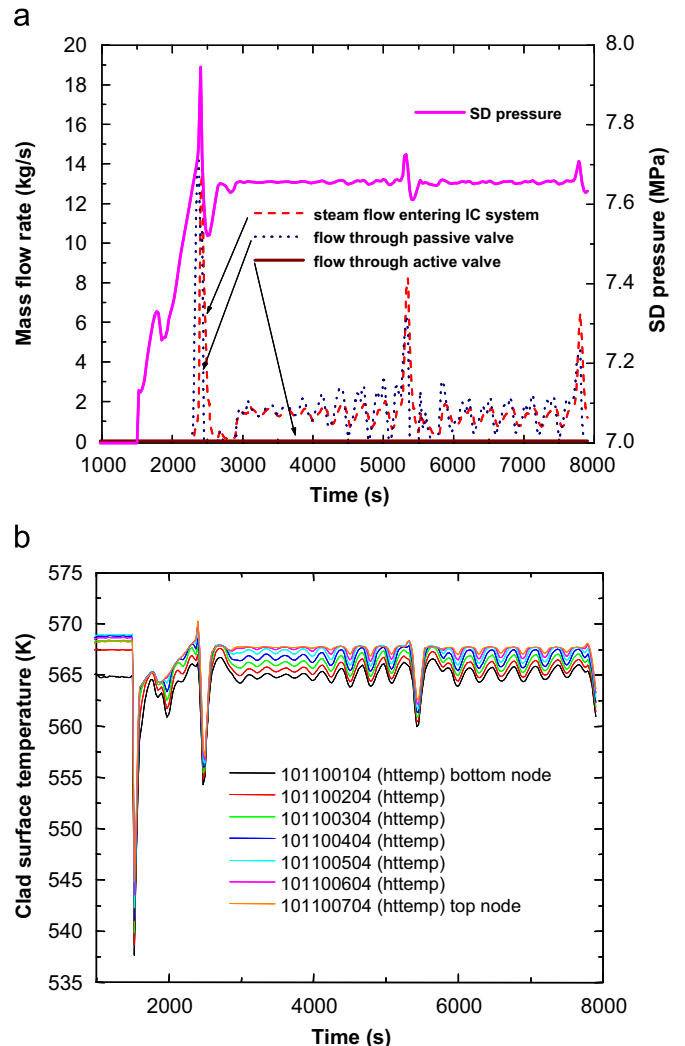 a
20
18
16
14
12
10
8
6
4
2
0
Mass flow rate (kg/s)
8.0
7.8
7.6
7.4
7.2
7.0
SD pressure (MPa)
SD pressure
steam flow entering IC system
flow through passive valve
flow through active valve
1000 2000 3000 4000 5000 6000 7000 8000
Time (s)
b
575
570
565
560
555
550
545
540
535
Clad surface temperature (K)
101100104 (httemp) bottom node
101100204 (httemp)
101100304 (httemp)
101100404 (httemp)
101100504 (httemp)
101100604 (httemp)
101100704 (httemp) top node
2000 4000 6000 8000
Time (s)